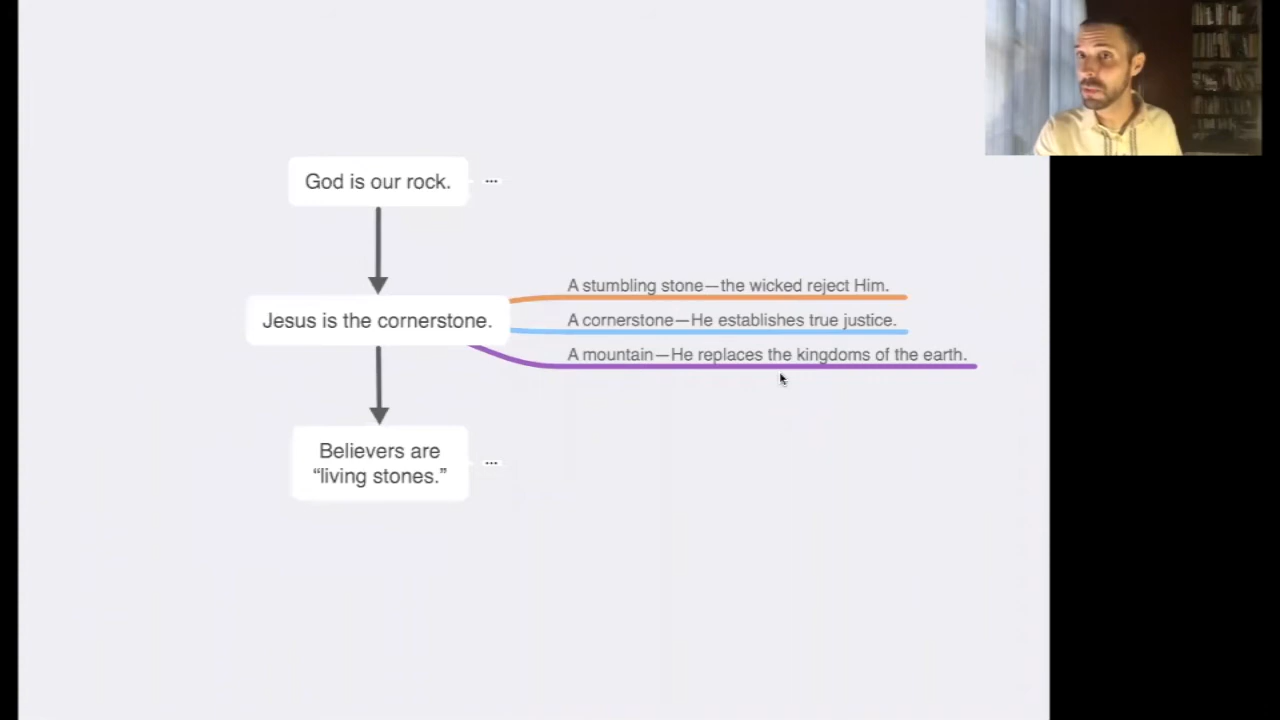 God is our rock.
A stumbling stone—the wicked reject Him.
Jesus is the cornerstone.
A cornerstone—He establishes true justice.
A mountain—He replaces the kingdoms of the earth.
Believers are
“living stones.”